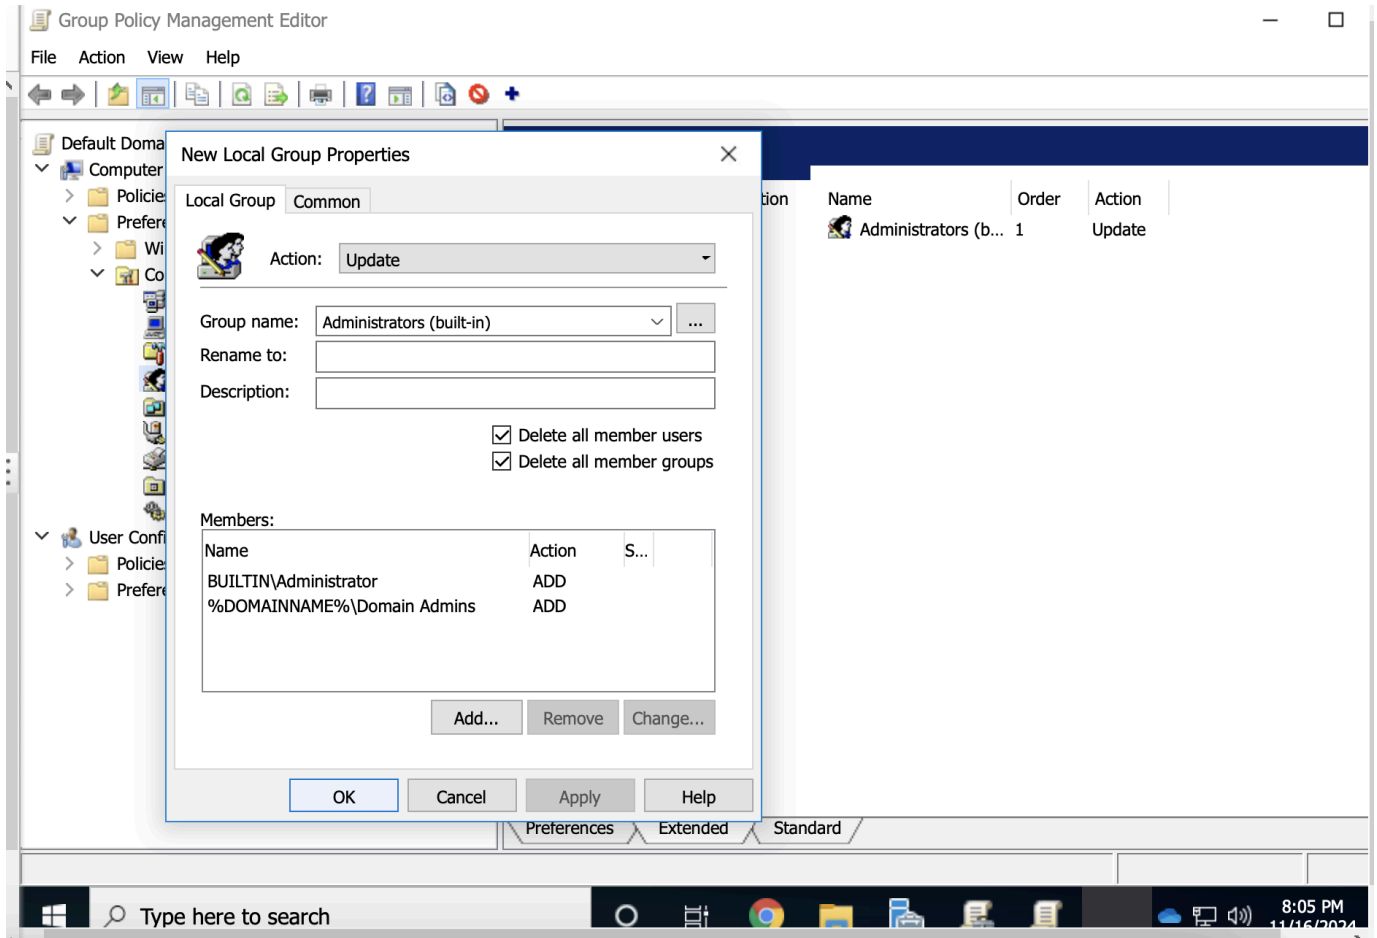 Group Policy Management Editor
File Action View Help
Default Doma
Computer
Policie
Prefere
Wi
Co
User Confi
Policie
Prefere
New Local Group Properties
Local Group Common
Action: Update
Group name: Administrators (built-in) ...
Rename to:
Description:
Delete all member users
Delete all member groups
Members:
Name Action S...
BUILTIN\Administrator ADD
%DOMAINNAME%\Domain Admins ADD
Add... Remove Change...
OK Cancel Apply Help
tion
Name Order Action
Administrators (b... 1 Update
Preferences Extended Standard
Type here to search
8:05 PM
11/16/2024